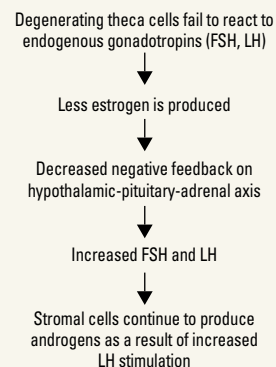 Degenerating theca cells fail to react to
endogenous gonadotropins (FSH, LH)
Less estrogen is produced
Decreased negative feedback on
hypothalamic-pituitary-adrenal axis
Increased FSH and LH
Stromal cells continue to produce
androgens as a result of increased
LH stimulation